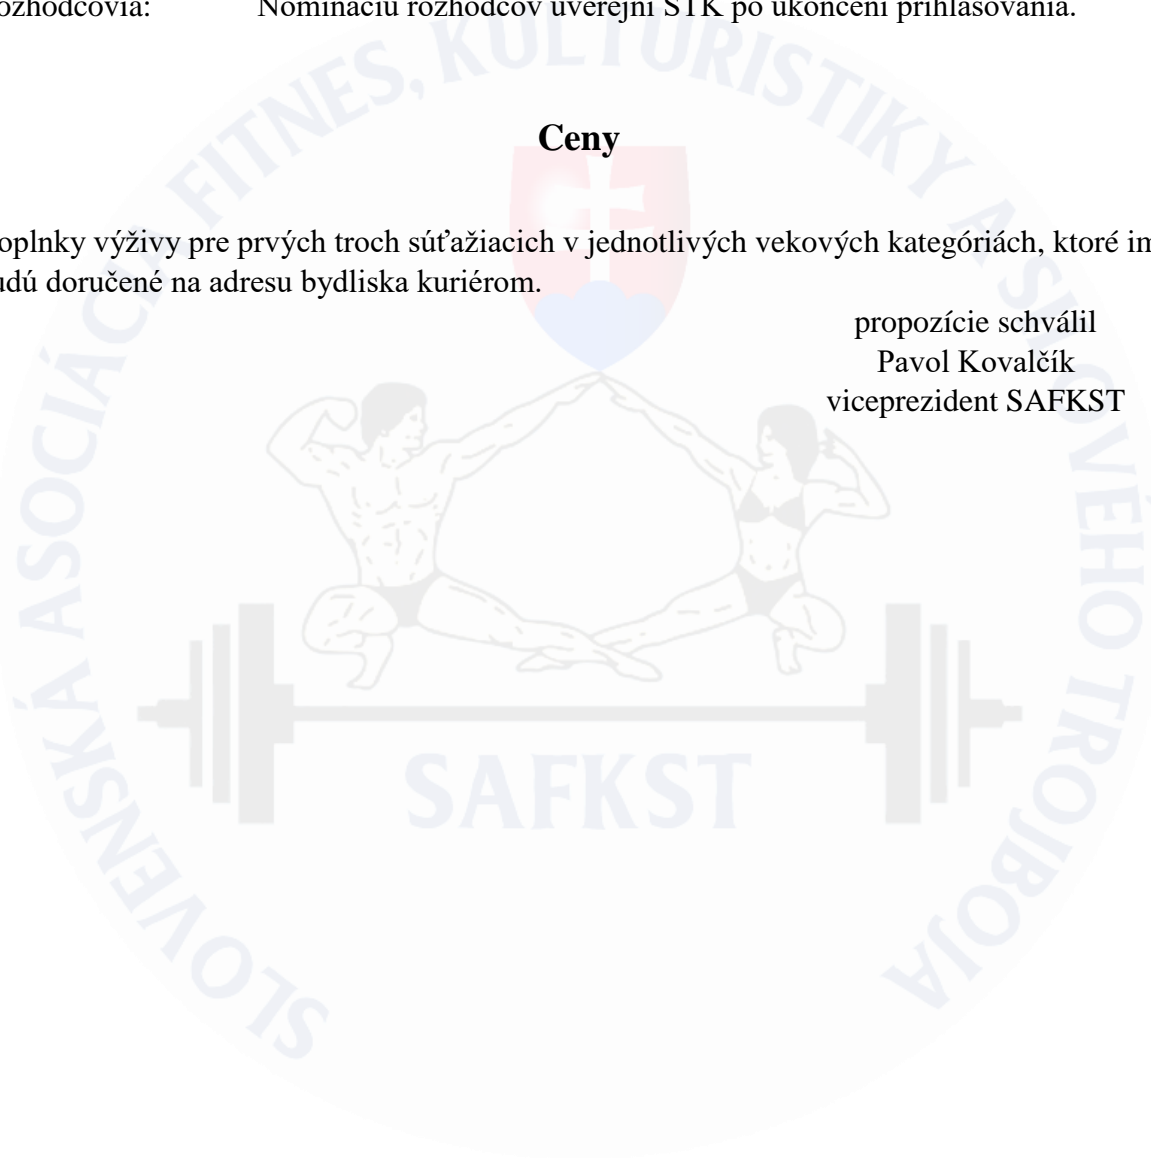 ozhodcovia: Nomináciu rozhodcov uverejní STK po ukončení prihlasovania.
Ceny
oplnky výživy pre prvých troch súťažiacich v jednotlivých vekových kategóriách, ktoré im
udú doručené na adresu bydliska kuriérom.
propozície schválil
Pavol Kovalčík
viceprezident SAFKST
SLOVENSKÁ ASOCIÁCIA FITNES, KULTURISTIKY A SILOVÉHO TROJBOJA
SAFKST